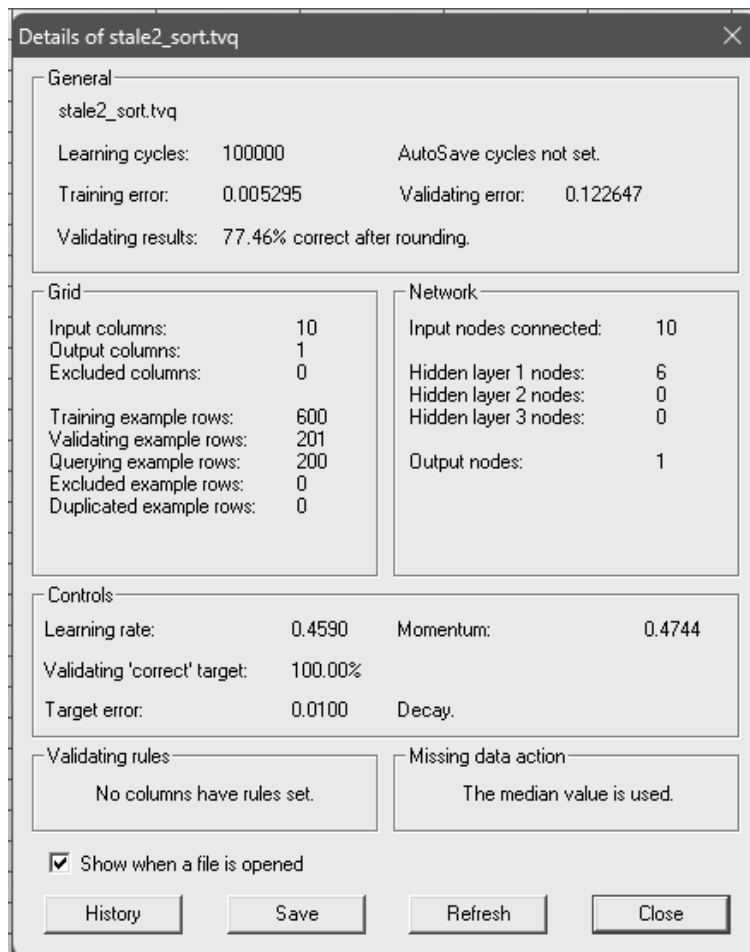 Details of stale2_sort.tvq
General
stale2_sort.tvq
Learning cycles: 100000 AutoSave cycles not set.
Training error: 0.005295 Validating error: 0.122647
Validating results: 77.46% correct after rounding.
Grid
Input columns: 10
Output columns: 1
Excluded columns: 0
Training example rows: 600
Validating example rows: 201
Querying example rows: 200
Excluded example rows: 0
Duplicated example rows: 0
Network
Input nodes connected: 10
Hidden layer 1 nodes: 6
Hidden layer 2 nodes: 0
Hidden layer 3 nodes: 0
Output nodes: 1
Controls
Learning rate: 0.4590 Momentum: 0.4744
Validating 'correct' target: 100.00%
Target error: 0.0100 Decay.
Validating rules
No columns have rules set.
Missing data action
The median value is used.
Show when a file is opened
History Save Refresh Close